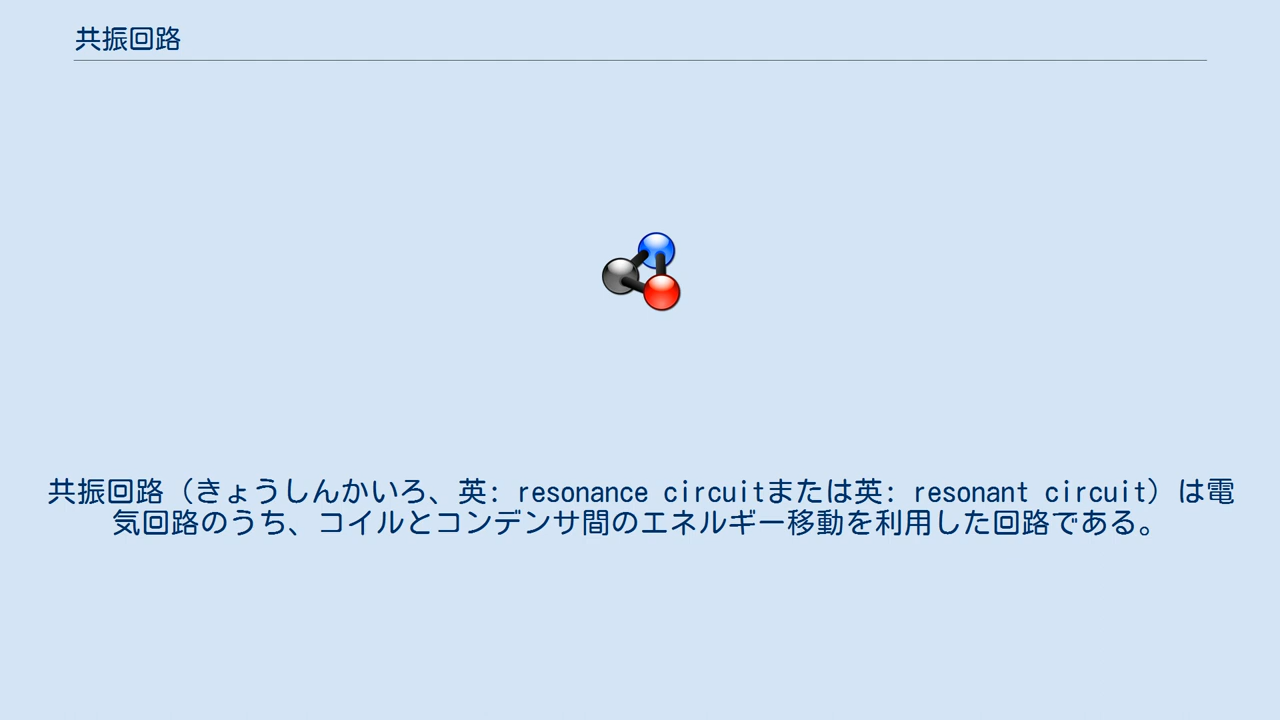 共振回路
共振回路（きょうしんかいろ、英: resonance circuitまたは英: resonant circuit）は電
気回路のうち、コイルとコンデンサ間のエネルギー移動を利用した回路である。